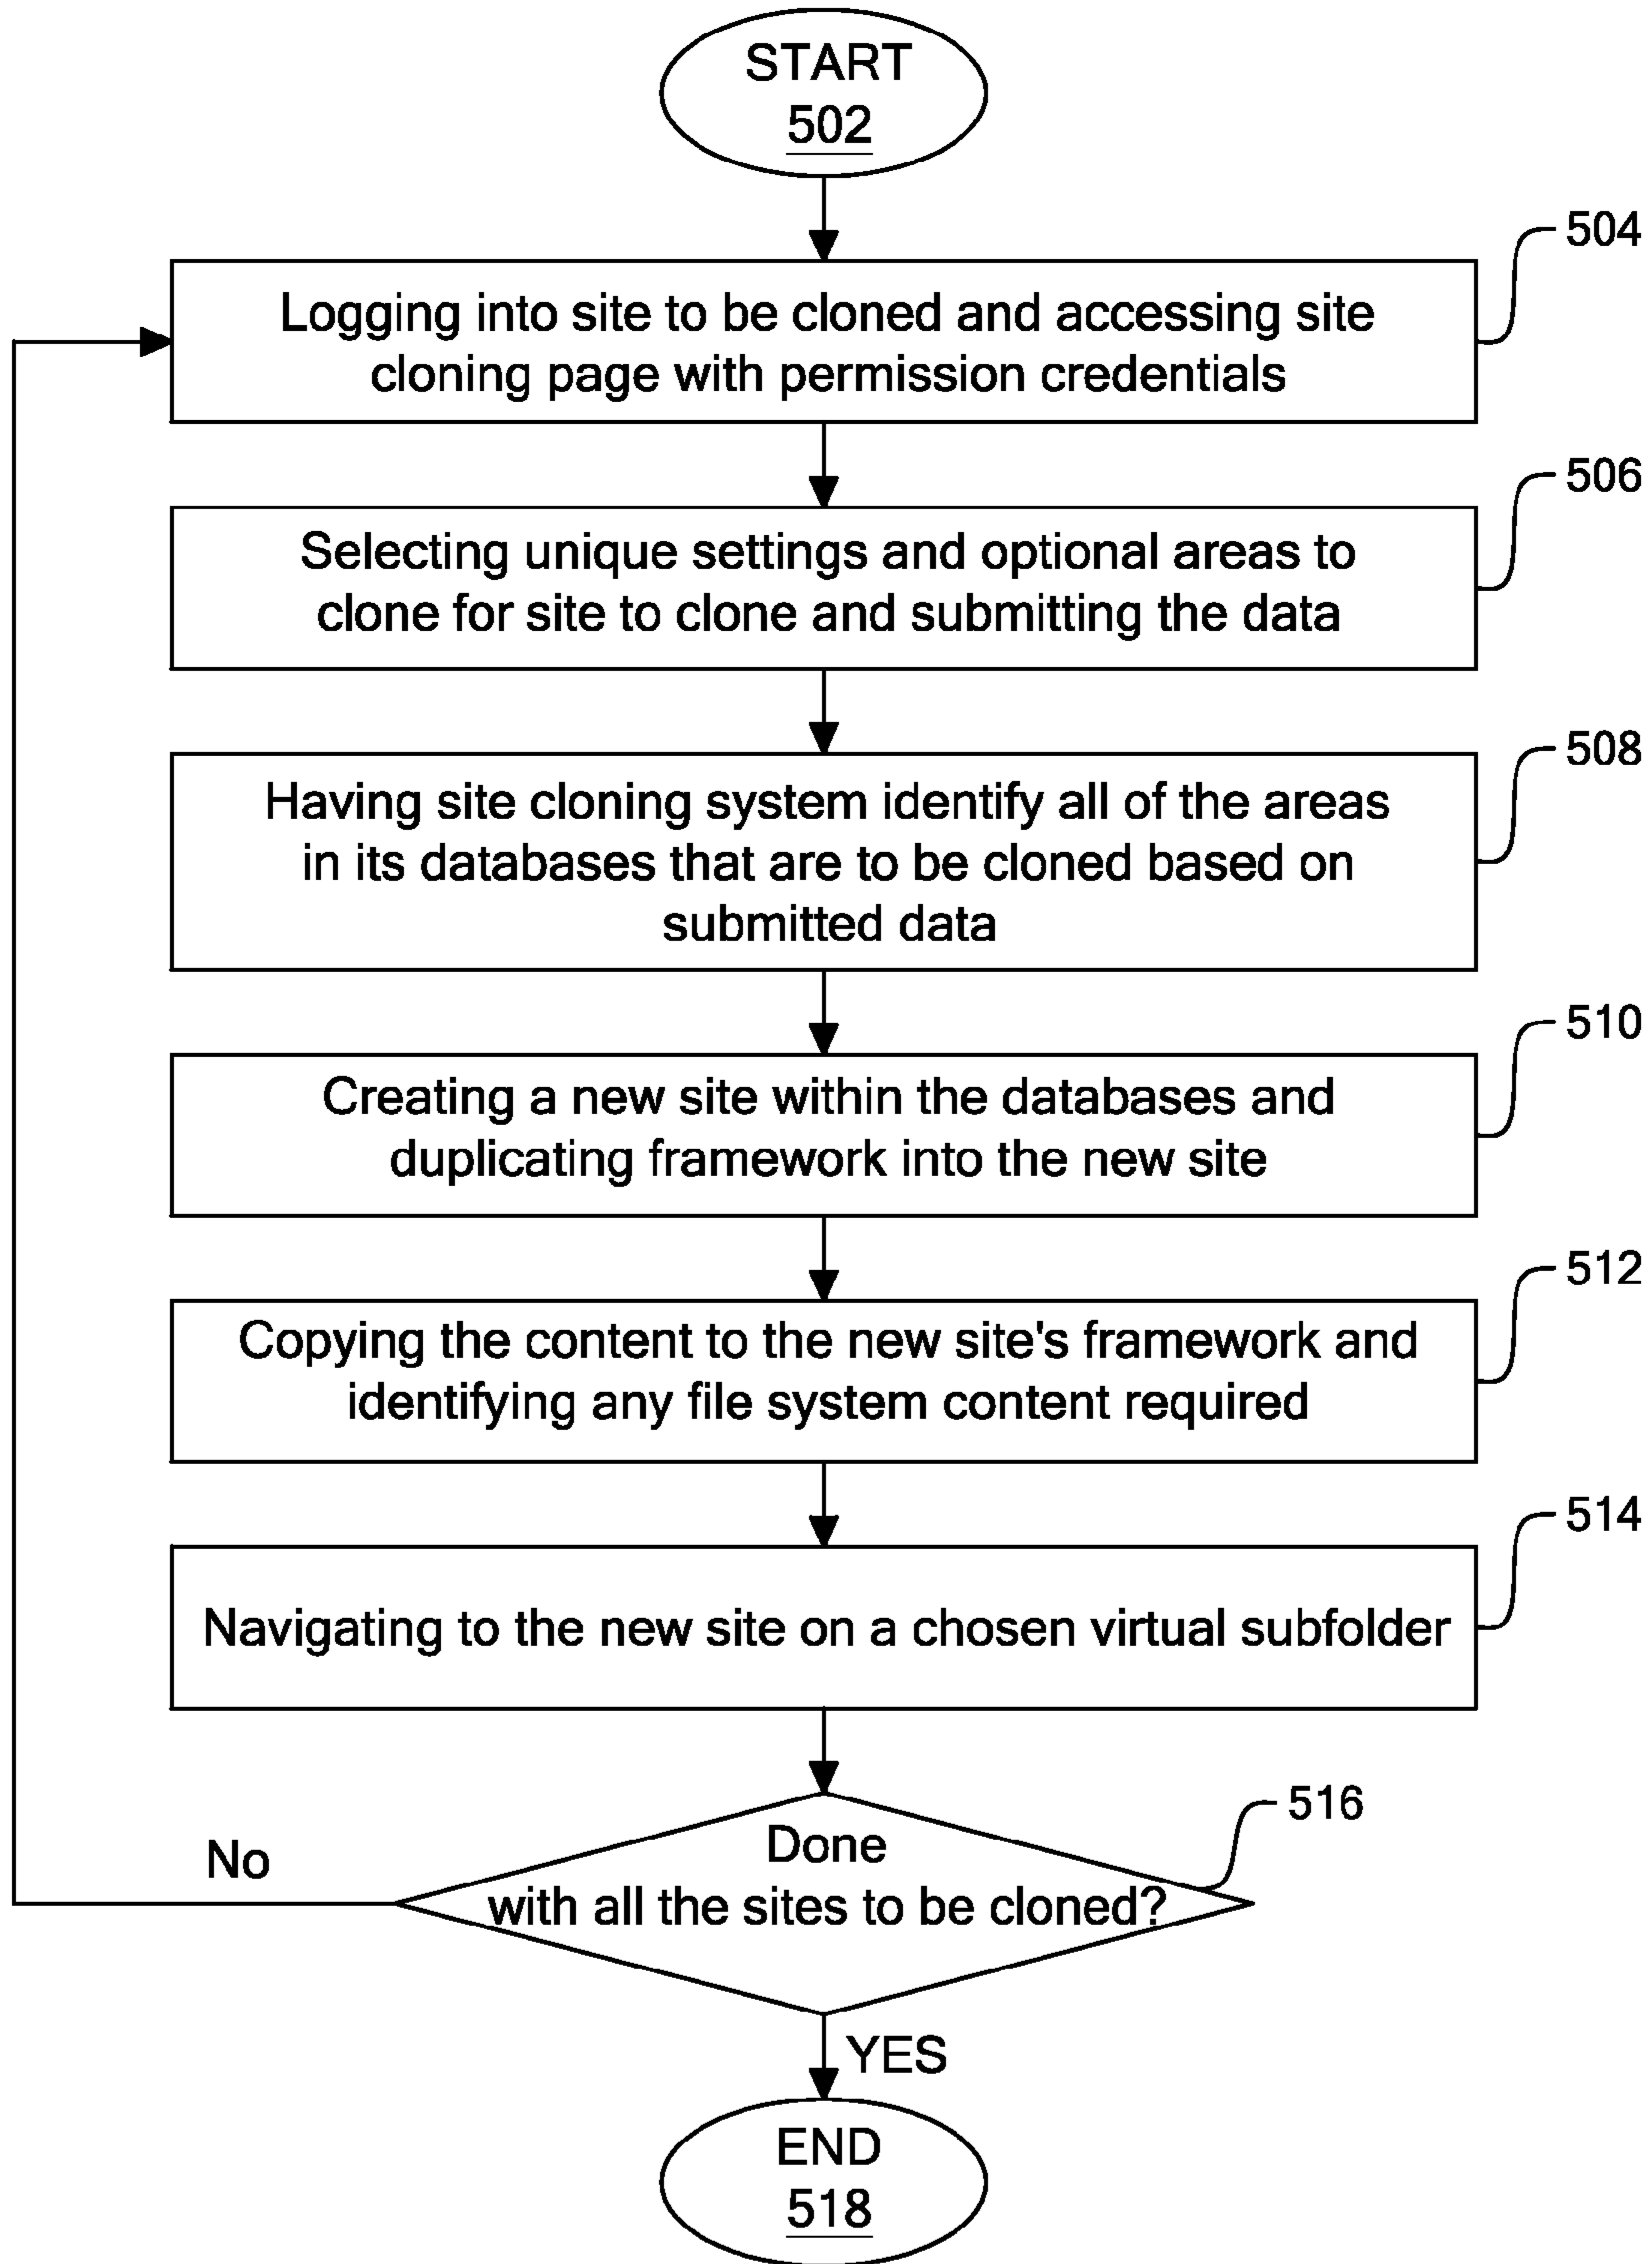 START
502
504
Logging into site to be cloned and accessing site
cloning page with permission credentials
506
Selecting unique settings and optional areas to
clone for site to clone and submitting the data
508
Having site cloning system identify all of the areas
in its databases that are to be cloned based on
submitted data
510
Creating a new site within the databases and
duplicating framework into the new site
512
Copying the content to the new site's framework and
identifying any file system content required
514
Navigating to the new site on a chosen virtual subfolder
516
Done
with all the sites to be cloned?
No
YES
END
518